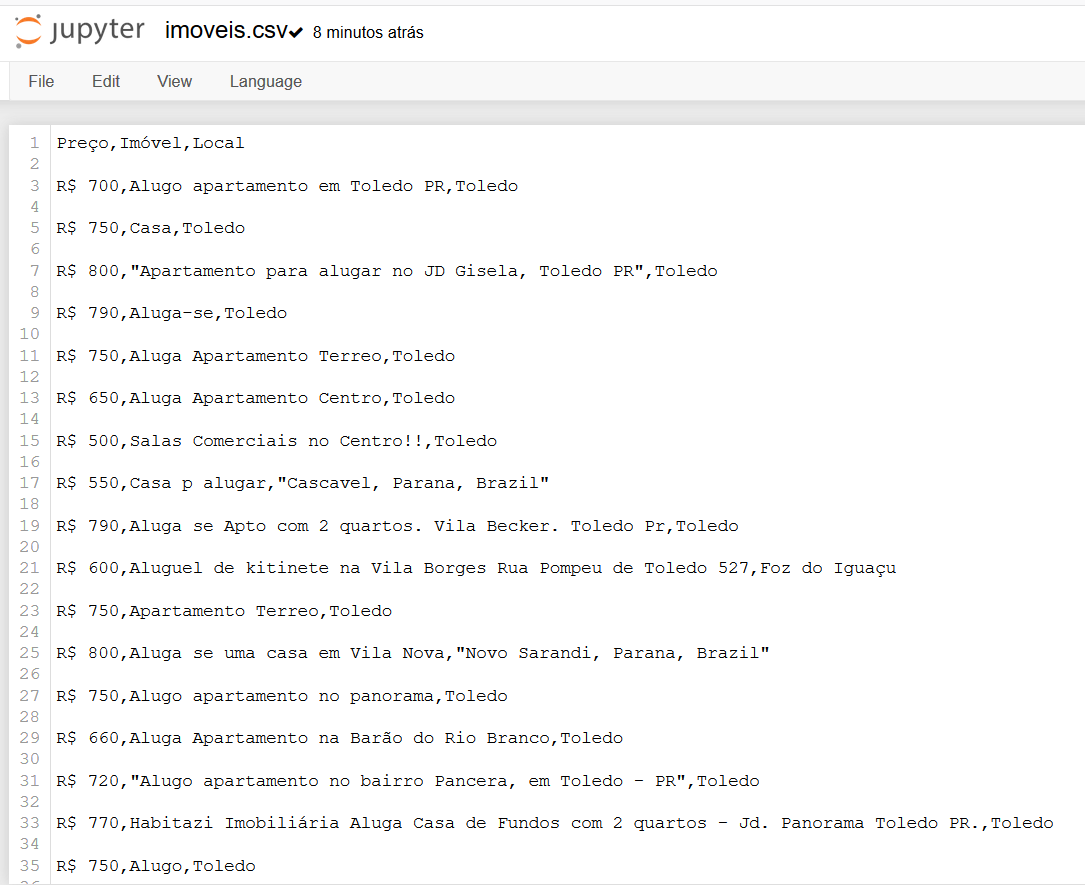 jupyter imoveis.csv 8 minutos atrás
File Edit View Language
1 Preço,Imóvel,Local
2
3 R$ 700,Alugo apartamento em Toledo PR,Toledo
4
5 R$ 750,Casa,Toledo
6
7 R$ 800,"Apartamento para alugar no JD Gisela, Toledo PR",Toledo
8
9 R$ 790,Aluga-se,Toledo
10
11 R$ 750,Aluga Apartamento Terreo,Toledo
12
13 R$ 650,Aluga Apartamento Centro,Toledo
14
15 R$ 500,Salas Comerciais no Centro!!,Toledo
16
17 R$ 550,Casa p alugar,"Cascavel, Parana, Brazil"
18
19 R$ 790,Aluga se Apto com 2 quartos. Vila Becker. Toledo Pr,Toledo
20
21 R$ 600,Aluguel de kitinete na Vila Borges Rua Pompeu de Toledo 527,Foz do Iguaçu
22
23 R$ 750,Apartamento Terreo,Toledo
24
25 R$ 800,Aluga se uma casa em Vila Nova,"Novo Sarandi, Parana, Brazil"
26
27 R$ 750,Alugo apartamento no panorama,Toledo
28
29 R$ 660,Aluga Apartamento na Barão do Rio Branco,Toledo
30
31 R$ 720,"Alugo apartamento no bairro Pancera, em Toledo - PR",Toledo
32
33 R$ 770,Habitazi Imobiliária Aluga Casa de Fundos com 2 quartos - Jd. Panorama Toledo PR.,Toledo
34
35 R$ 750,Alugo,Toledo